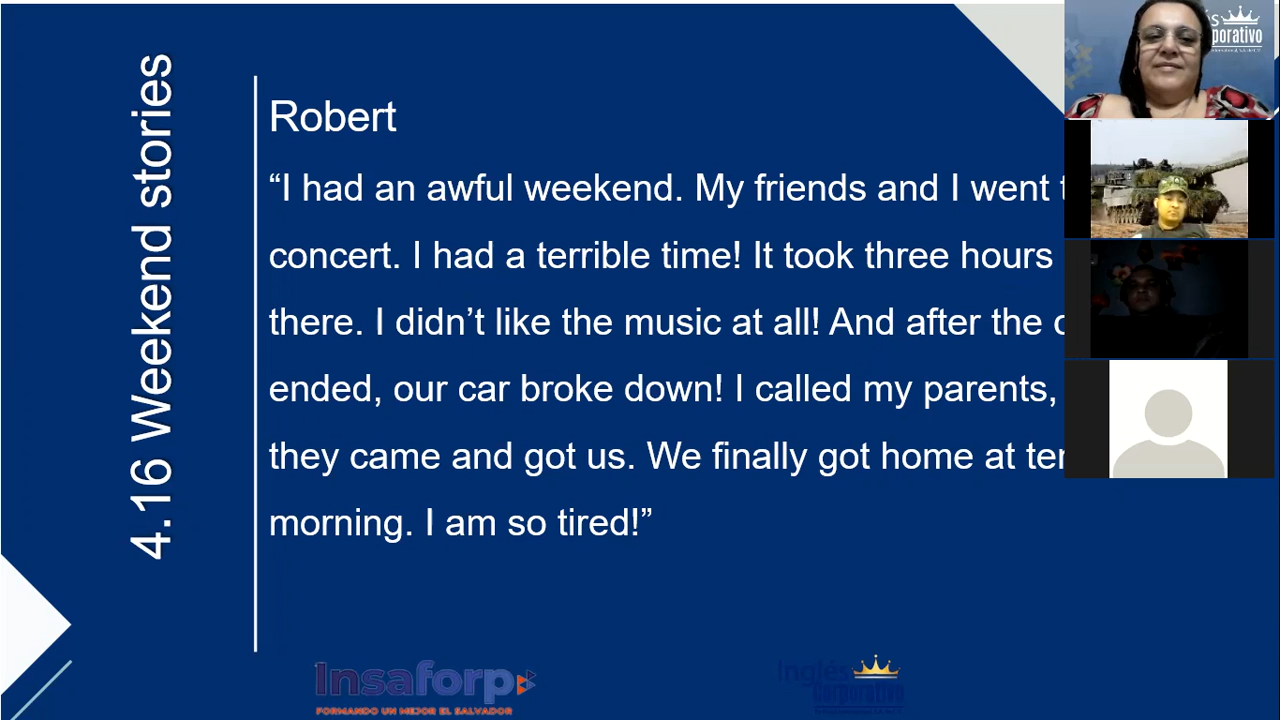 4.16 Weekend stories
Robert
“I had an awful weekend. My friends and I went
concert. I had a terrible time! It took three hours
there. I didn’t like the music at all! And after the
ended, our car broke down! I called my parents,
they came and got us. We finally got home at
morning. I am so tired!”
Insaforp
FORMANDO UN MEJOR EL SALVADOR
Inglés
Corporativo